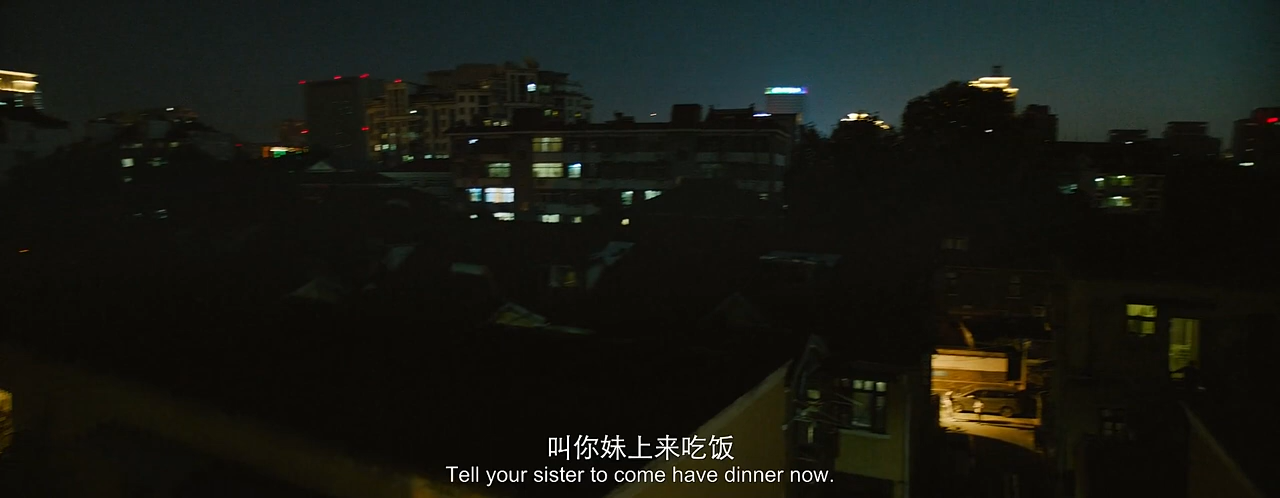 叫你妹上来吃饭
Tell your sister to come have dinner now.